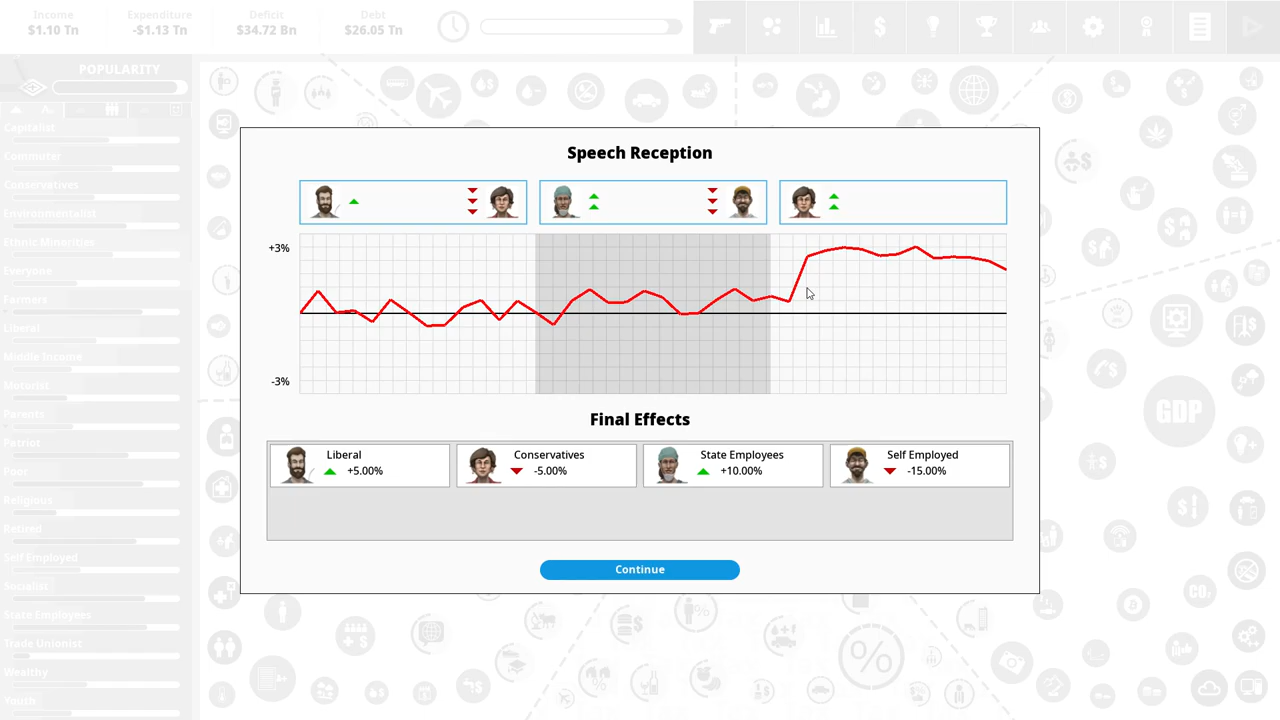 Income
Expenditure
Deficit
Debt
$1.10 Tn
-$1.13 Tn
$34.72 Bn
$26.05 Tn
POPULARITY
Capitalist
Commuter
Conservatives
Environmentalist
Ethnic Minorities
Everyone
Farmers
Liberal
Middle Income
Motorist
Parents
Patriot
Poor
Religious
Retired
Self Employed
Socialist
State Employees
Trade Unionist
Wealthy
Youth
Speech Reception
+3%
-3%
Final Effects
Liberal
+5.00%
Conservatives
-5.00%
State Employees
+10.00%
Self Employed
-15.00%
Continue
GDP
CO₂
%